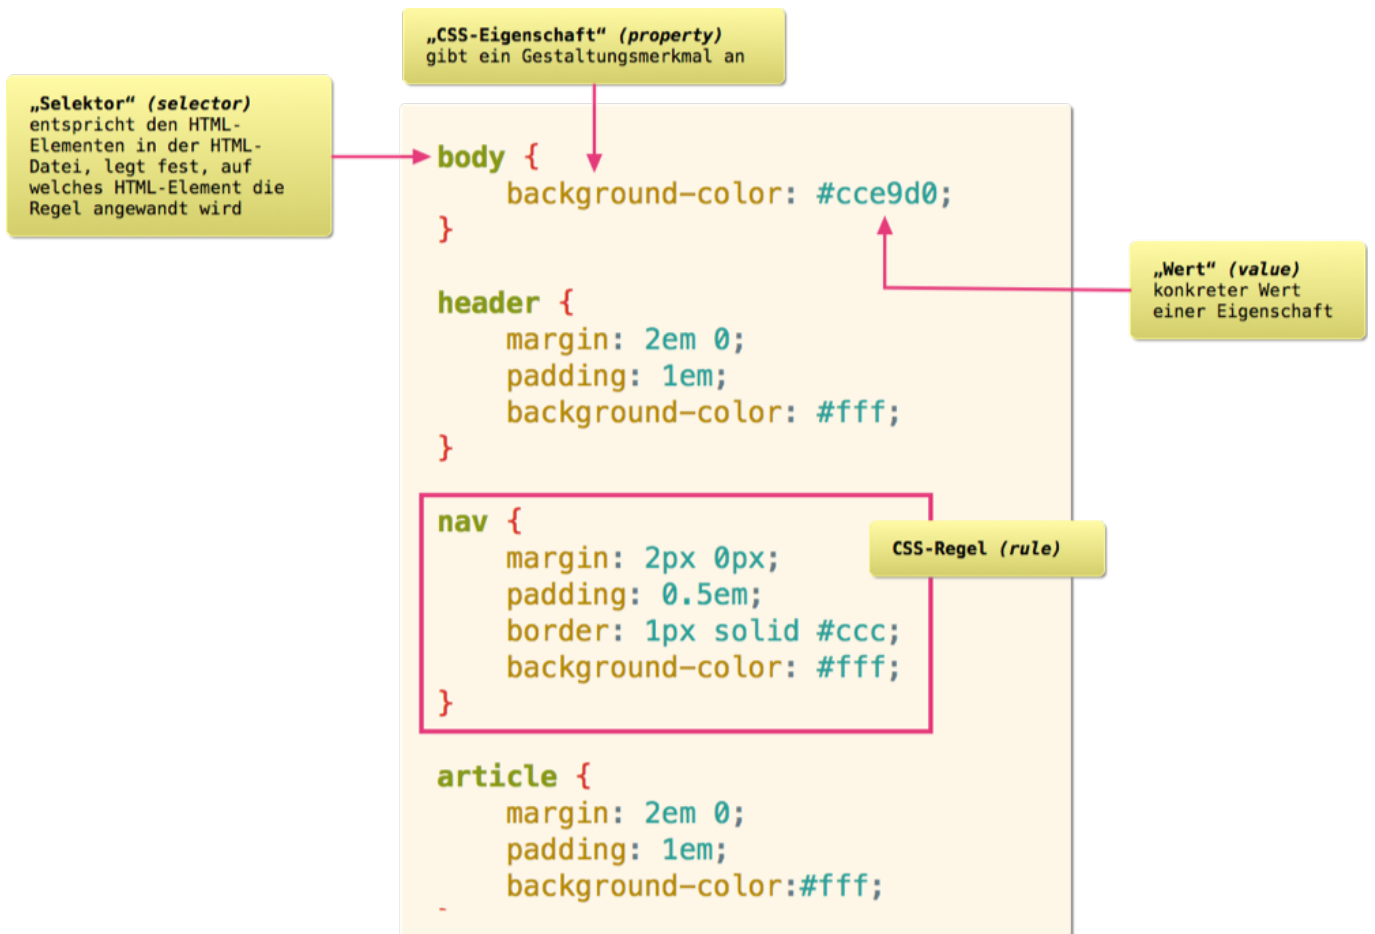 „CSS-Eigenschaft“ (property)
gibt ein Gestaltungsmerkmal an
„Selektor“ (selector)
entspricht den HTML-
Elementen in der HTML-
Datei, legt fest, auf
welches HTML-Element die
Regel angewandt wird
body {
background-color: #cce9d0;
}
„Wert“ (value)
konkreter Wert
einer Eigenschaft
header {
margin: 2em 0;
padding: 1em;
background-color: #fff;
}
nav {
margin: 2px 0px;
padding: 0.5em;
border: 1px solid #ccc;
background-color: #fff;
}
CSS-Regel (rule)
article {
margin: 2em 0;
padding: 1em;
background-color:#fff;